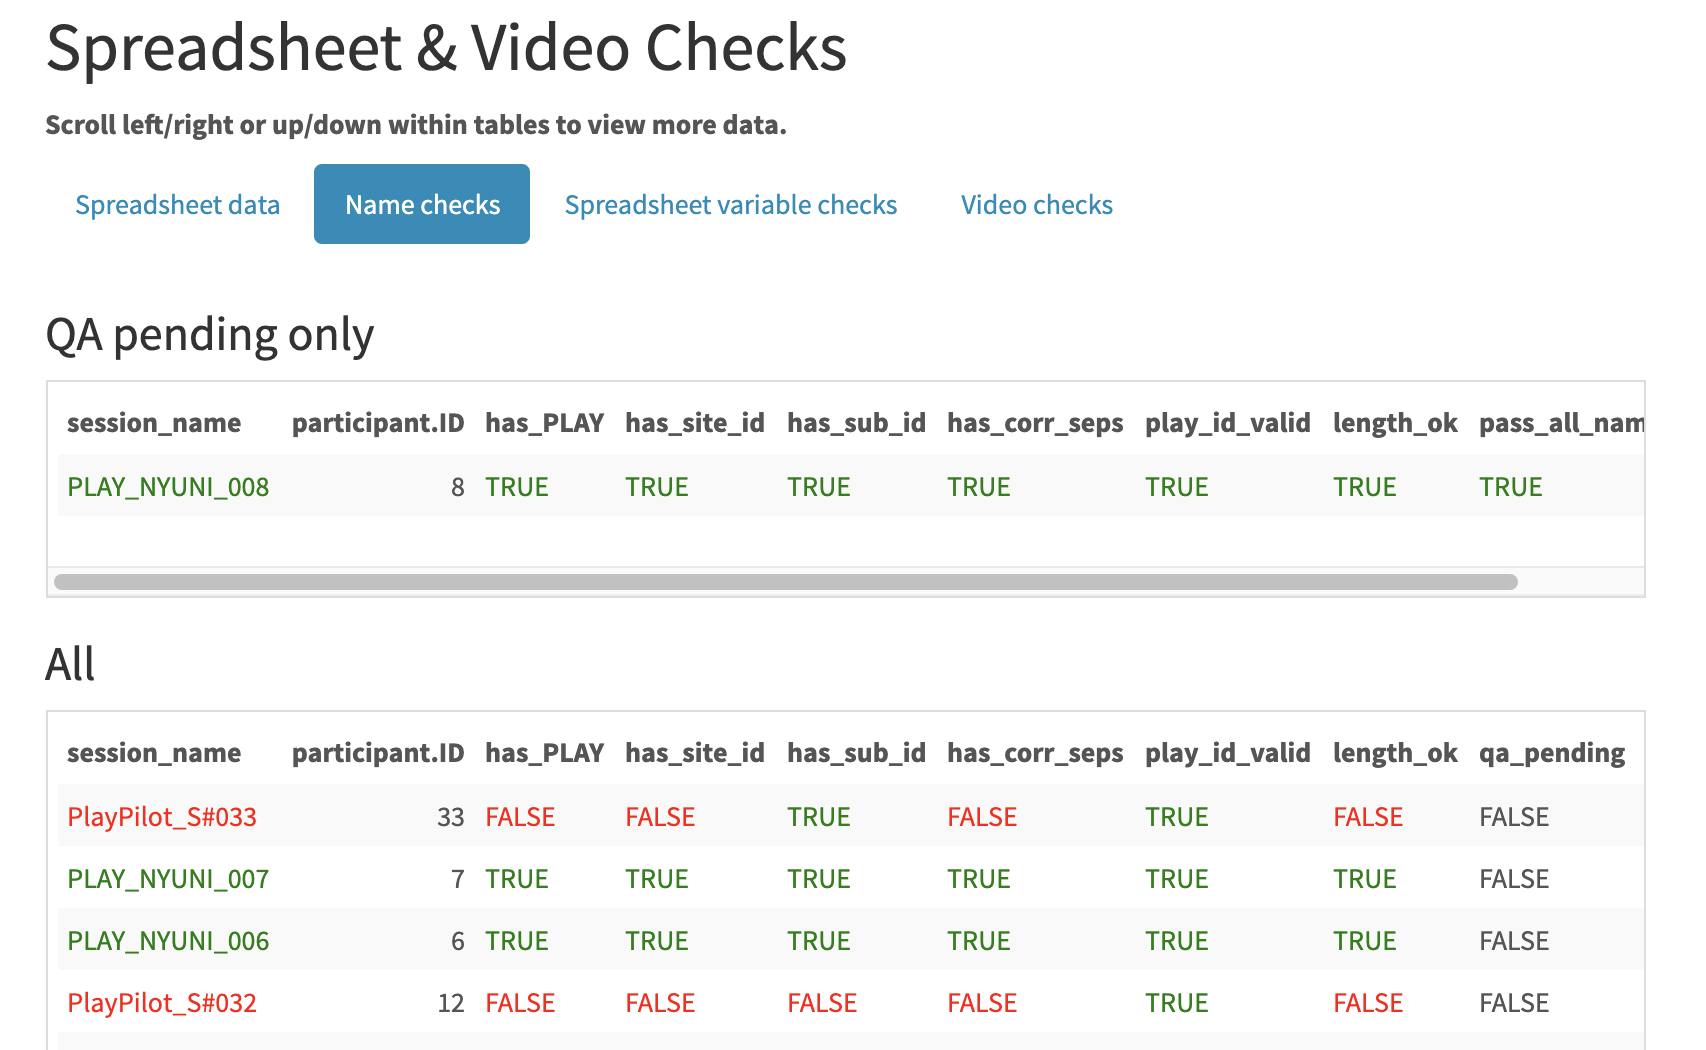 Spreadsheet & Video Checks
Scroll left/right or up/down within tables to view more data.
Spreadsheet data Name checks Spreadsheet variable checks Video checks
QA pending only
session_name participant.ID has_PLAY has_site_id has_sub_id has_corr_seps play_id_valid length_ok pass_all_nam
PLAY_NYUNI_008 8 TRUE TRUE TRUE TRUE TRUE TRUE TRUE
All
session_name participant.ID has_PLAY has_site_id has_sub_id has_corr_seps play_id_valid length_ok qa_pending
PlayPilot_S#033 33 FALSE FALSE TRUE FALSE TRUE FALSE FALSE
PLAY_NYUNI_007 7 TRUE TRUE TRUE TRUE TRUE TRUE FALSE
PLAY_NYUNI_006 6 TRUE TRUE TRUE TRUE TRUE TRUE FALSE
PlayPilot_S#032 12 FALSE FALSE FALSE FALSE TRUE FALSE FALSE